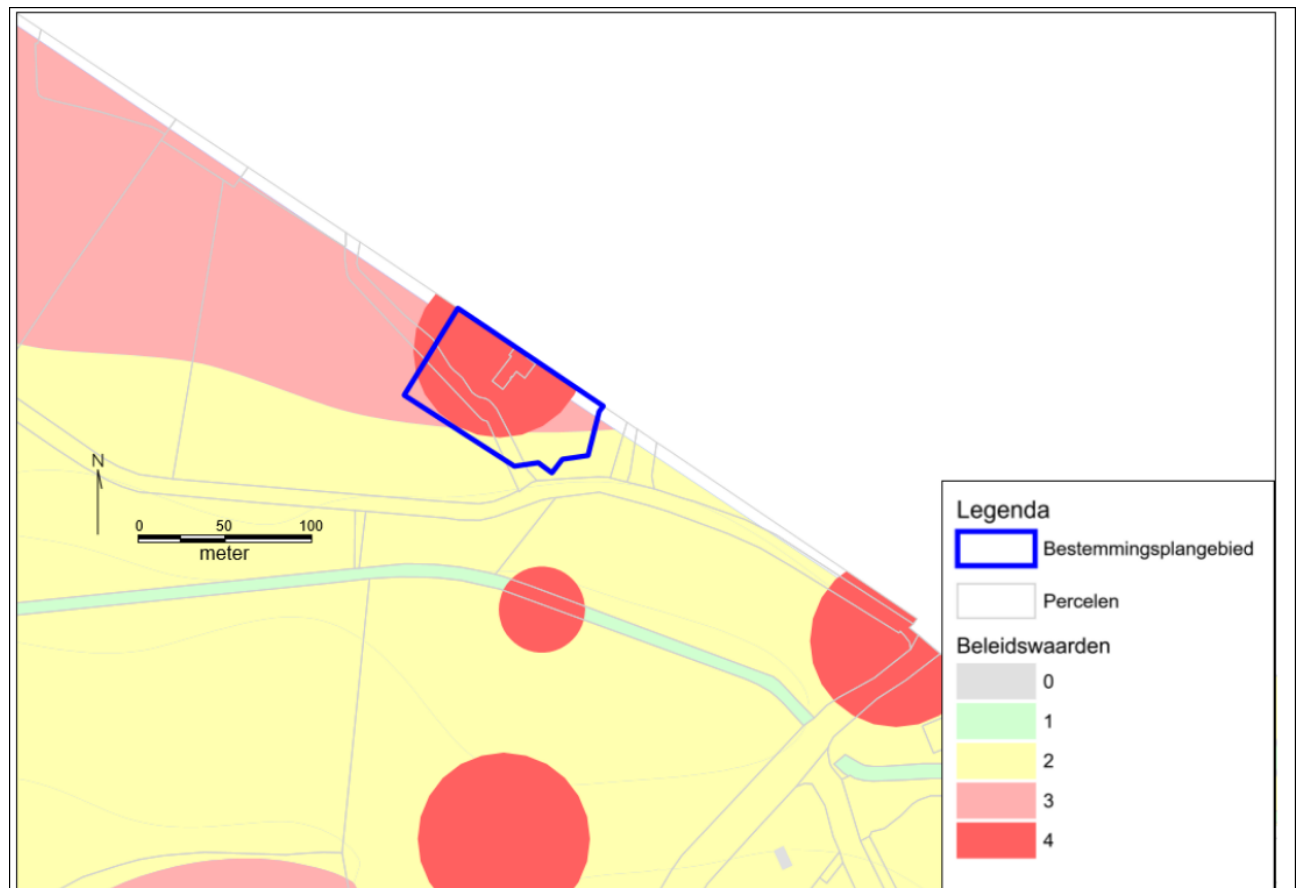 N
0 50 100
meter
Legenda
Bestemmingsplangebied
Percelen
Beleidswaarden
0
1
2
3
4